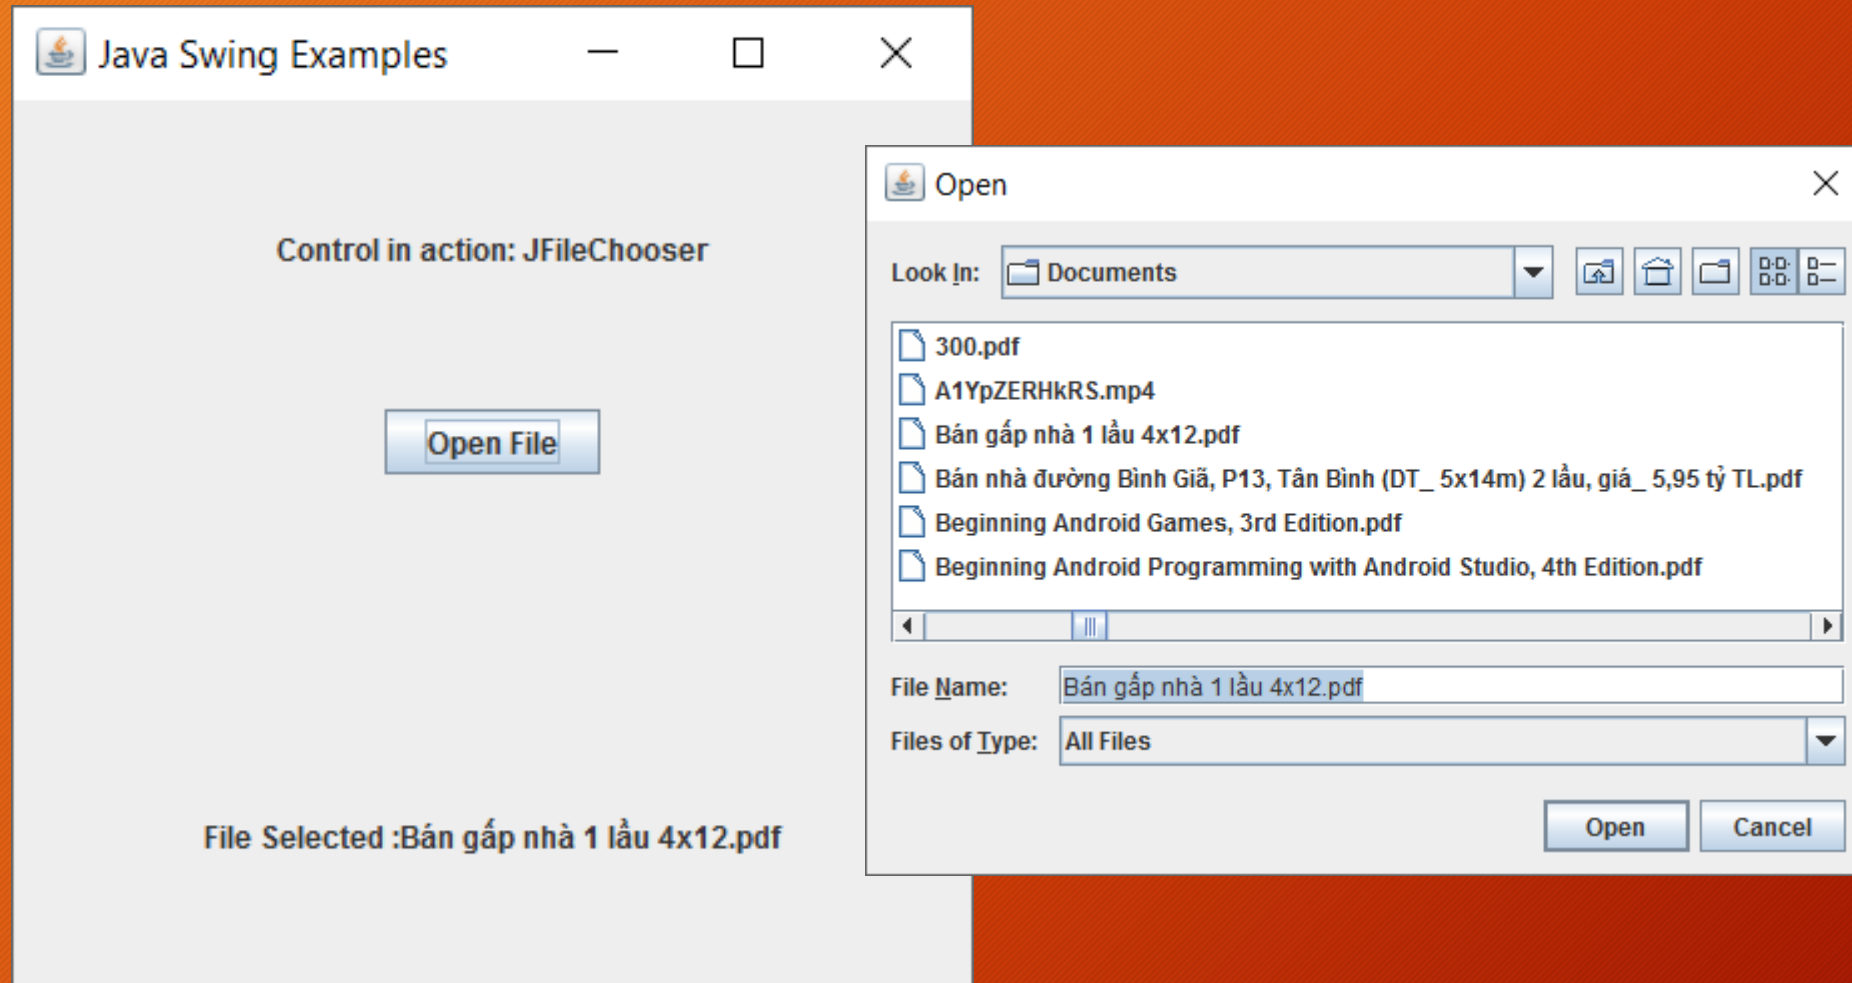 Java Swing Examples
Control in action: JFileChooser
Open File
File Selected :Bán gấp nhà 1 lầu 4x12.pdf
Open
Look In:
Documents
300.pdf
A1YpZERHkRS.mp4
Bán gấp nhà 1 lầu 4x12.pdf
Bán nhà đường Bình Giã, P13, Tân Bình (DT_ 5x14m) 2 lầu, giá_ 5,95 tỷ TL.pdf
Beginning Android Games, 3rd Edition.pdf
Beginning Android Programming with Android Studio, 4th Edition.pdf
File Name: Bán gấp nhà 1 lầu 4x12.pdf
Files of Type: All Files
Open Cancel